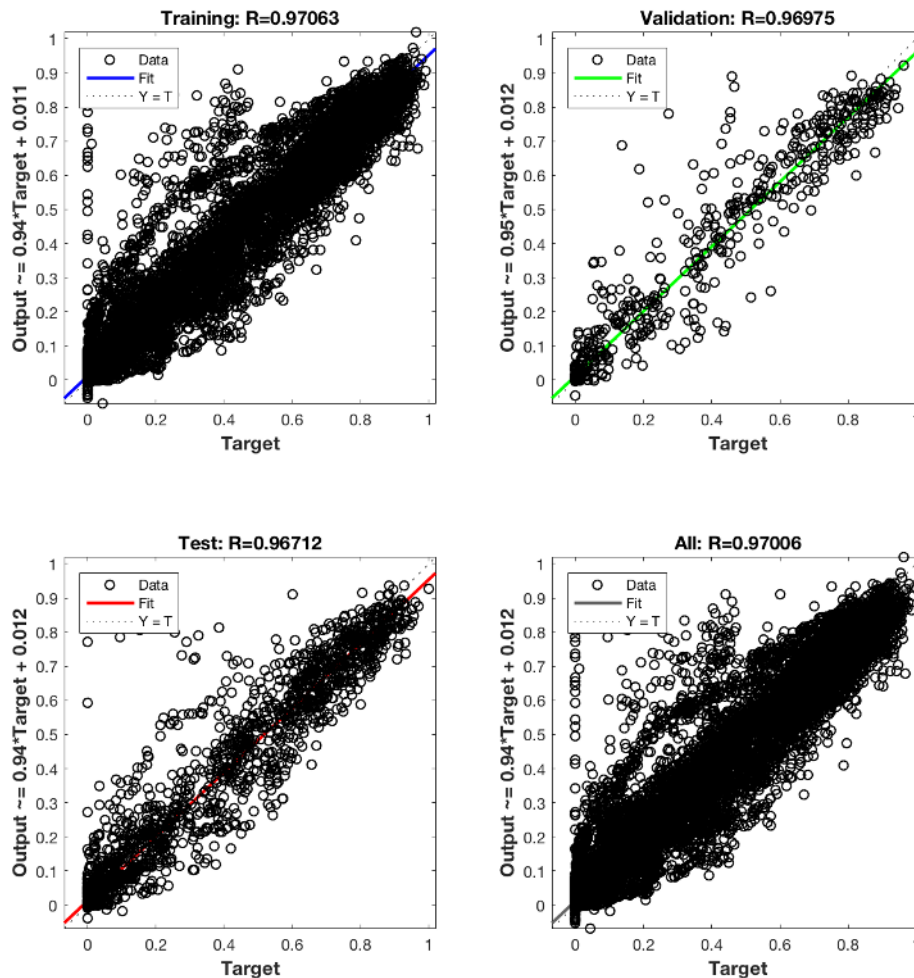 Training: R=0.97063
Output ~= 0.94*Target + 0.011
Data
Fit
Y = T
0.9
0.8
0.7
0.6
0.5
0.4
0.3
0.2
0.1
0
1
0 0.2 0.4 0.6 0.8 1
Target
Validation: R=0.96975
Output ~= 0.95*Target + 0.012
Data
Fit
Y = T
1
0.9
0.8
0.7
0.6
0.5
0.4
0.3
0.2
0.1
0
0 0.2 0.4 0.6 0.8
Target
Test: R=0.96712
Output ~= 0.94*Target + 0.012
Data
Fit
Y = T
1
0.9
0.8
0.7
0.6
0.5
0.4
0.3
0.2
0.1
0
0 0.2 0.4 0.6 0.8 1
Target
All: R=0.97006
Output ~= 0.94*Target + 0.012
Data
Fit
Y = T
1
0.9
0.8
0.7
0.6
0.5
0.4
0.3
0.2
0.1
0
0 0.2 0.4 0.6 0.8
Target